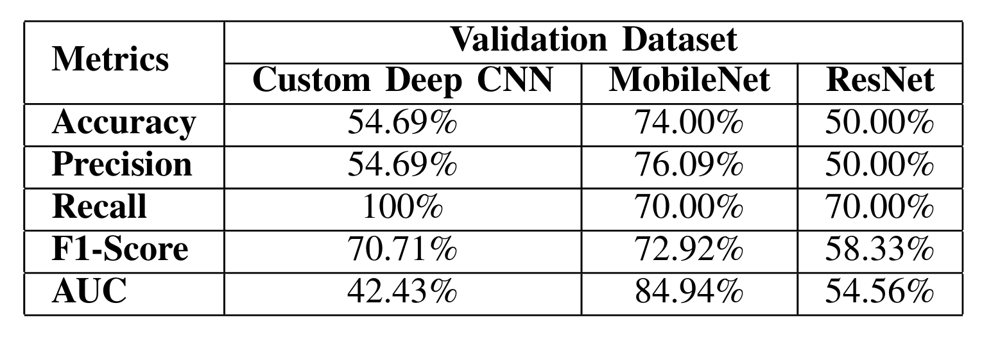 Validation Dataset
Metrics
Custom Deep CNN MobileNet ResNet
Accuracy 54.69% 74.00% 50.00%
Precision 54.69% 76.09% 50.00%
Recall 100% 70.00% 70.00%
F1-Score 70.71% 72.92% 58.33%
AUC 42.43% 84.94% 54.56%